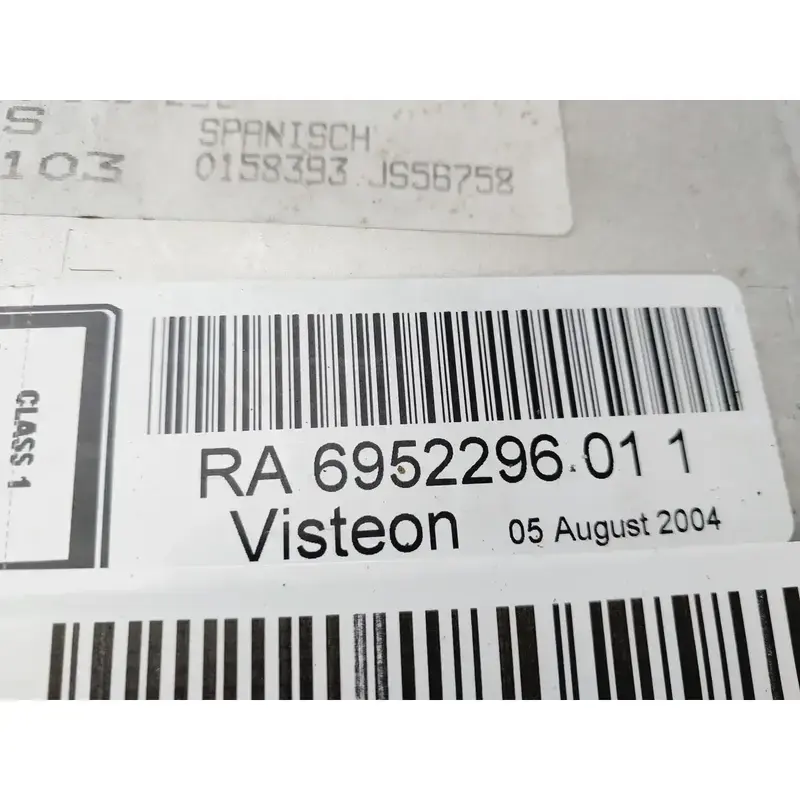 S
SPANISCH
103
0158393 JS56758
CLASS 1
RA 6952296.01 1
Visteon 05 August 2004